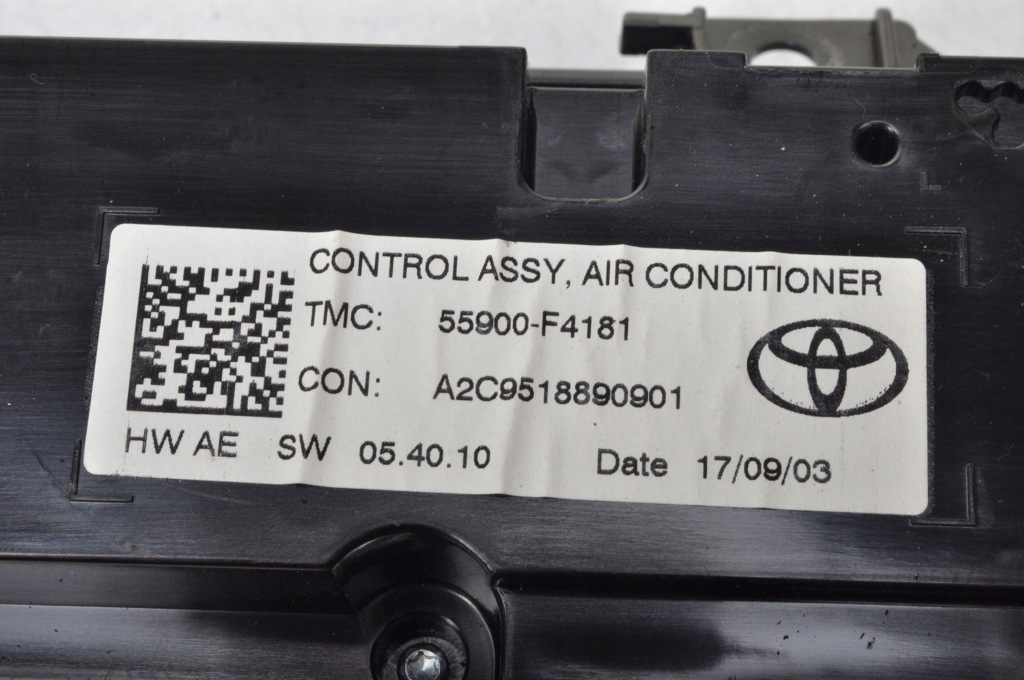 CONTROL ASSY, AIR CONDITIONER
TMC: 55900-F4181
CON: A2C9518890901
HW AE SW 05.40.10 Date 17/09/03